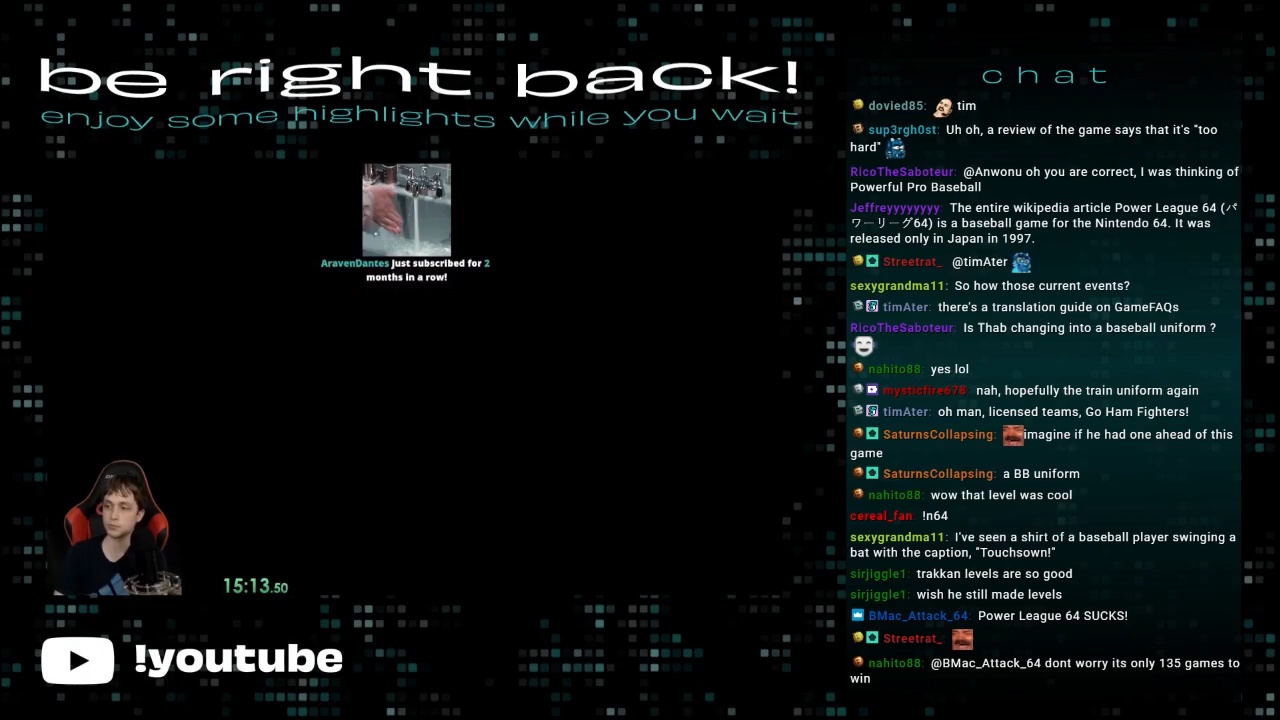 be right back!
enjoy some highlights while you wait
AravenDantes just subscribed for 2
months in a row!
15:13.50
!youtube
chat
dovied85: tim
sup3rgh0st: Uh oh, a review of the game says that it's "too
hard"
RicoTheSaboteur: @Anwonu oh you are correct, I was thinking of
Powerful Pro Baseball
Jeffreyyyyyyyy: The entire wikipedia article Power League 64 (パ
ワーリーグ64) is a baseball game for the Nintendo 64. It was
released only in Japan in 1997.
Streetrat_ @timAter
sexygrandma11: So how those current events?
timAter: there's a translation guide on GameFAQs
RicoTheSaboteur: Is Thab changing into a baseball uniform ?
nahito88: yes lol
mysticfire678: nah, hopefully the train uniform again
timAter: oh man, licensed teams, Go Ham Fighters!
SaturnsCollapsing: imagine if he had one ahead of this
game
SaturnsCollapsing: a BB uniform
nahito88: wow that level was cool
cereal_fan: !n64
sexygrandma11: I've seen a shirt of a baseball player swinging a
bat with the caption, "Touchsown!"
sirjiggle1: trakkan levels are so good
sirjiggle1: wish he still made levels
BMac_Attack_64: Power League 64 SUCKS!
Streetrat_:
nahito88: @BMac_Attack_64 dont worry its only 135 games to
win